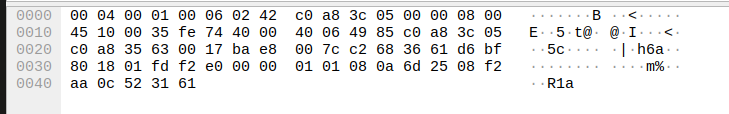 0000 00 04 00 01 00 06 02 42 c0 a8 3c 05 00 00 08 00 ·······B ··<·····
0010 45 10 00 35 fe 74 40 00 40 06 49 85 c0 a8 3c 05 E··5·t@· @·I···<·
0020 c0 a8 35 63 00 17 ba e8 00 7c c2 68 36 61 d6 bf ··5c···· ·|·h6a··
0030 80 18 01 fd f2 e0 00 00 01 01 08 0a 6d 25 08 f2 ········ ····m%··
0040 aa 0c 52 31 61 ··R1a